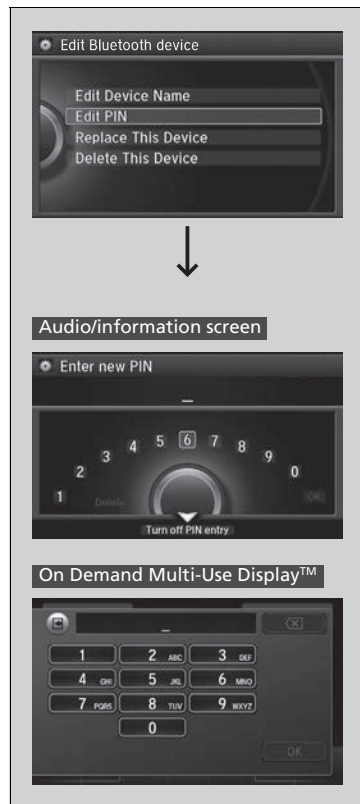 Edit Bluetooth device
Edit Device Name
Edit PIN
Replace This Device
Delete This Device
Audio/information screen
Enter new PIN
_
1 2 3 4 5 6 7 8 9 0
Delete OK
Turn off PIN entry
On Demand Multi-Use Display™
_
1 2 ABC 3 DEF
4 GHI 5 JKL 6 MNO
7 PQRS 8 TUV 9 WXYZ
0
OK